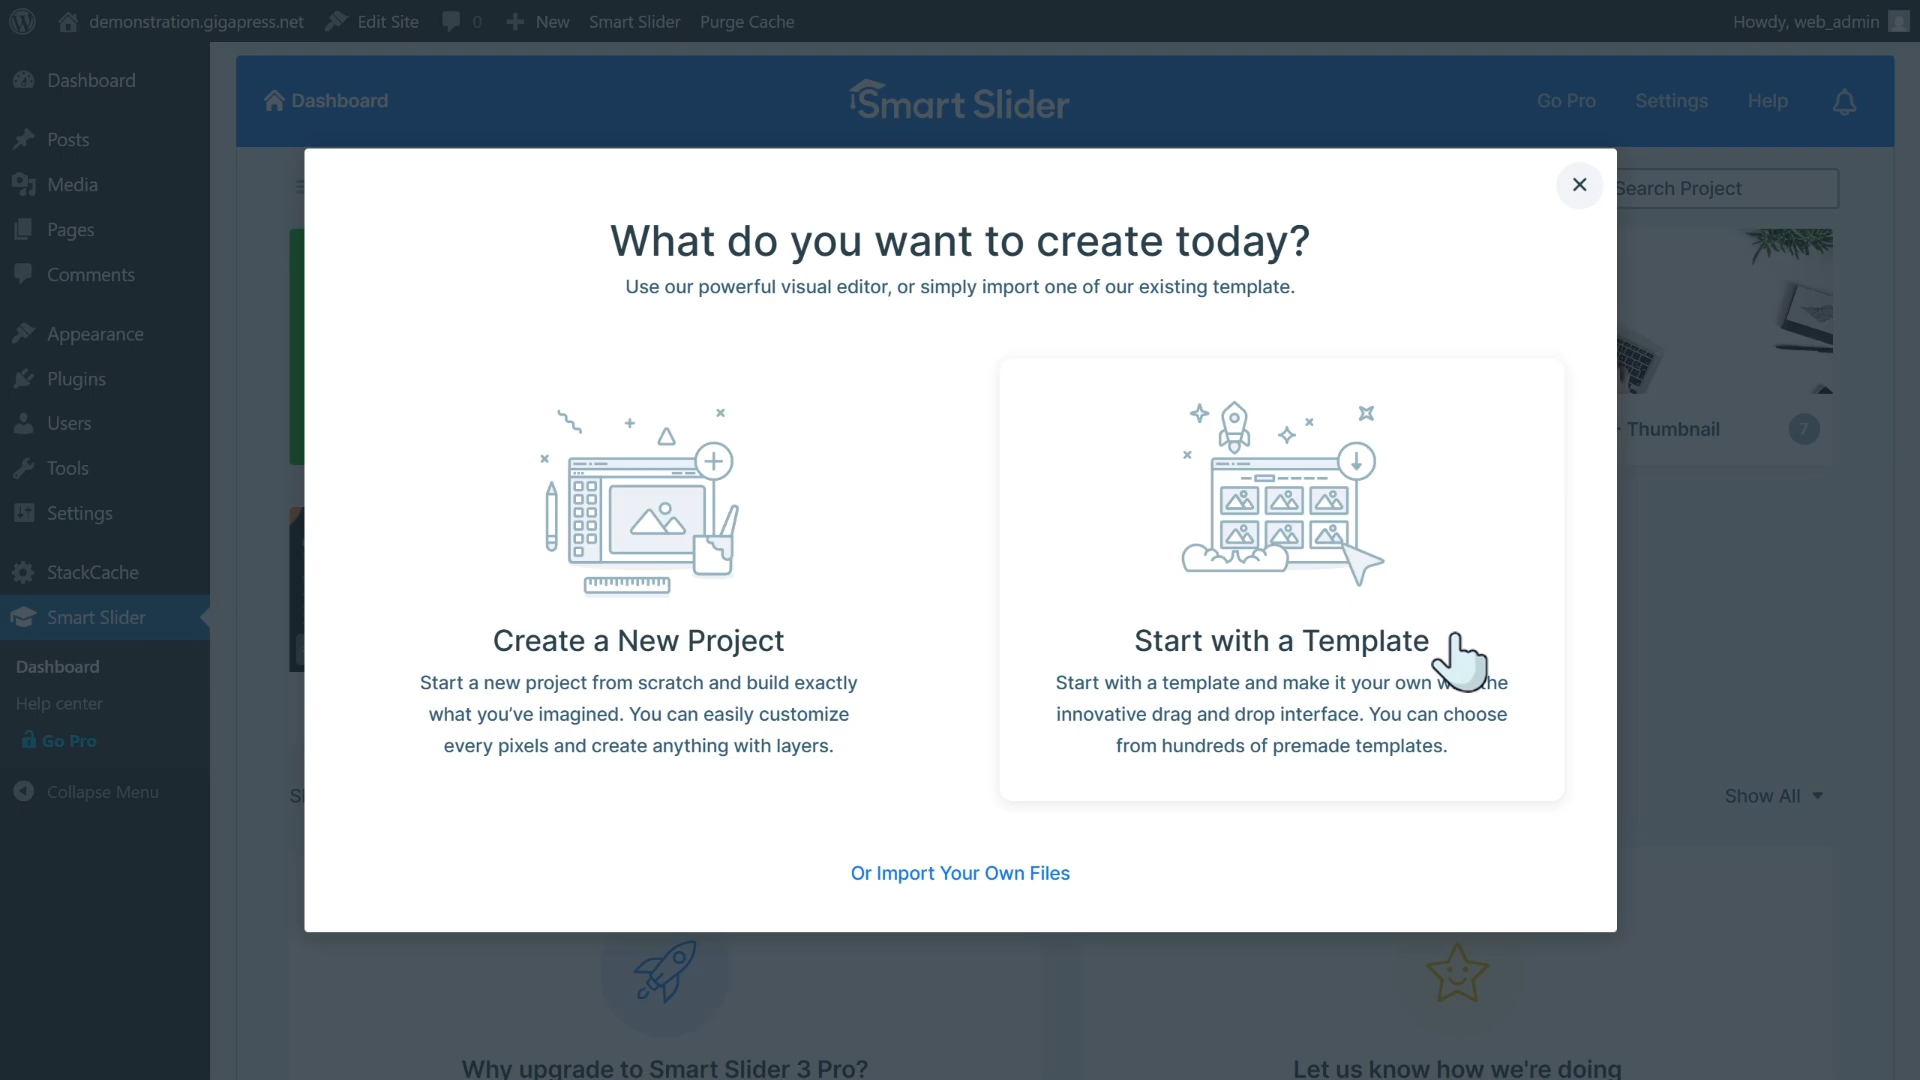 demonstration.gigapress.net Edit Site 0 New Smart Slider Purge Cache Howdy, web_admin
Dashboard
Posts
Media
Pages
Comments
Appearance
Plugins
Users
Tools
Settings
StackCache
Smart Slider
Dashboard
Help center
Go Pro
Collapse Menu
Dashboard Smart Slider Go Pro Settings Help
Search Project
What do you want to create today?
Use our powerful visual editor, or simply import one of our existing template.
Create a New Project
Start a new project from scratch and build exactly
what you've imagined. You can easily customize
every pixels and create anything with layers.
Start with a Template
Start with a template and make it your own the
innovative drag and drop interface. You can choose
from hundreds of premade templates.
Or Import Your Own Files
Thumbnail 7
Show All
Why upgrade to Smart Slider 3 Pro?
Let us know how we're doing